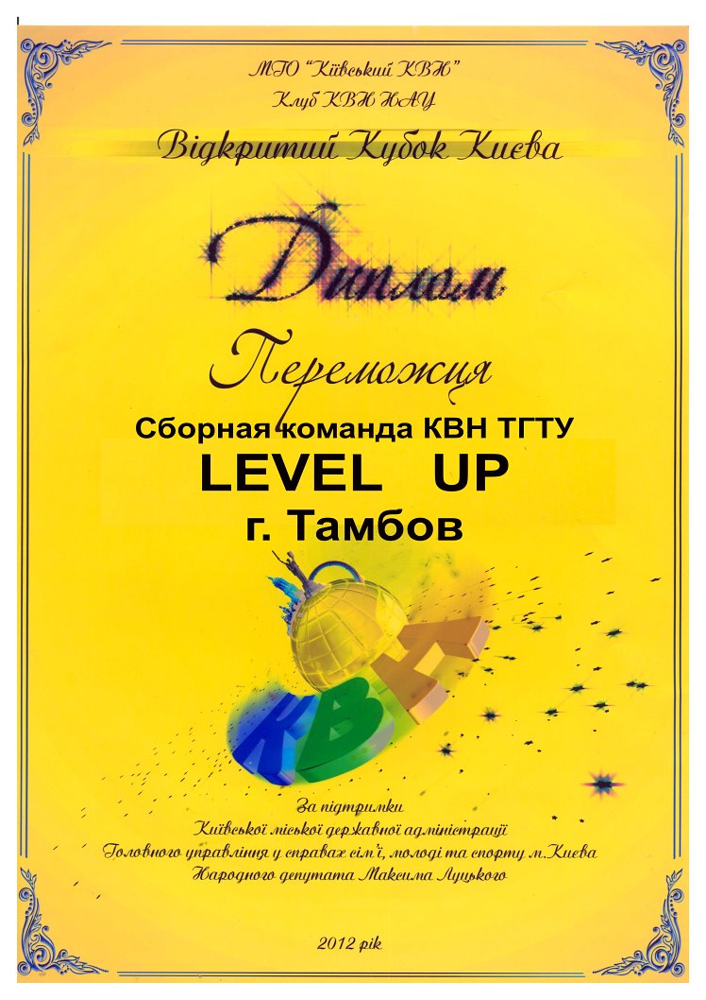 МГО “Київський КВН”
Клуб КВН НАУ
Відкритий Кубок Києва
Диплом
Переможця
Сборная команда КВН ТГТУ
LEVEL UP
г. Тамбов
КВН
За підтримки
Київської міської державної адміністрації
Головного управління у справах сім’ї, молоді та спорту м.Києва
Народного депутата Максима Луцького
2012 рік